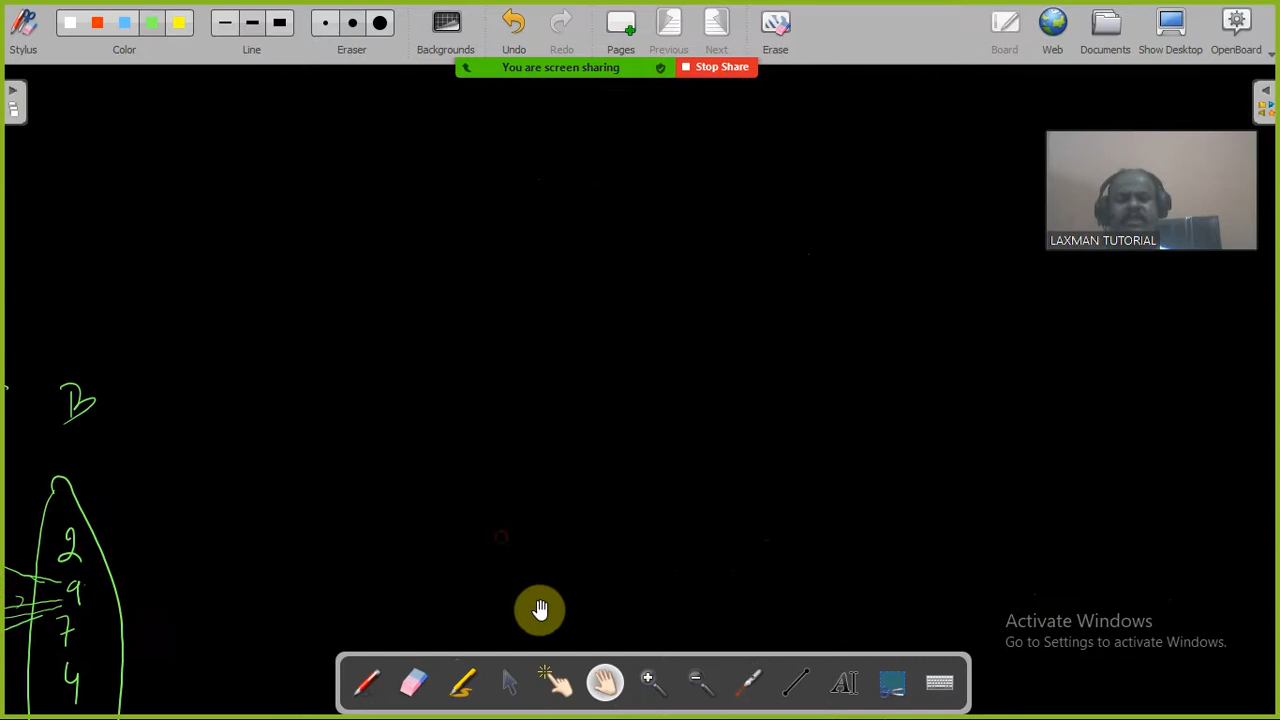 Stylus Color Line Eraser Backgrounds Undo Redo Pages Previous Next Erase Board Web Documents Show Desktop OpenBoard
You are screen sharing Stop Share
LAXMAN TUTORIAL
B
2
9
7
4
Activate Windows
Go to Settings to activate Windows.
AI